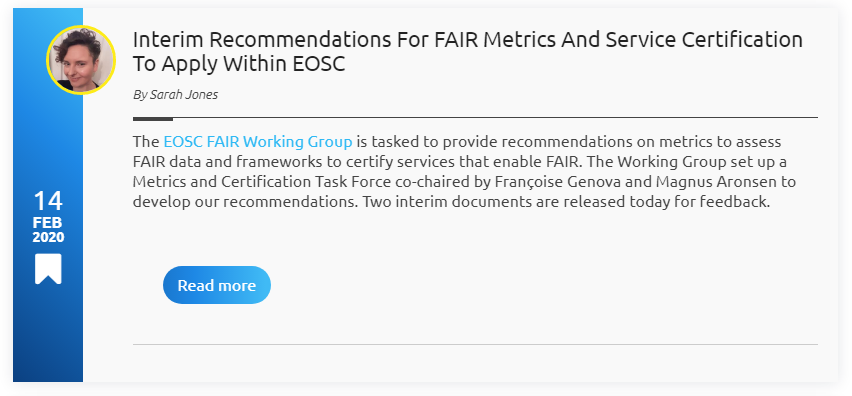 Interim Recommendations For FAIR Metrics And Service Certification
To Apply Within EOSC
By Sarah Jones
The EOSC FAIR Working Group is tasked to provide recommendations on metrics to assess
FAIR data and frameworks to certify services that enable FAIR. The Working Group set up a
Metrics and Certification Task Force co-chaired by Françoise Genova and Magnus Aronsen to
develop our recommendations. Two interim documents are released today for feedback.
14
FEB
2020
Read more